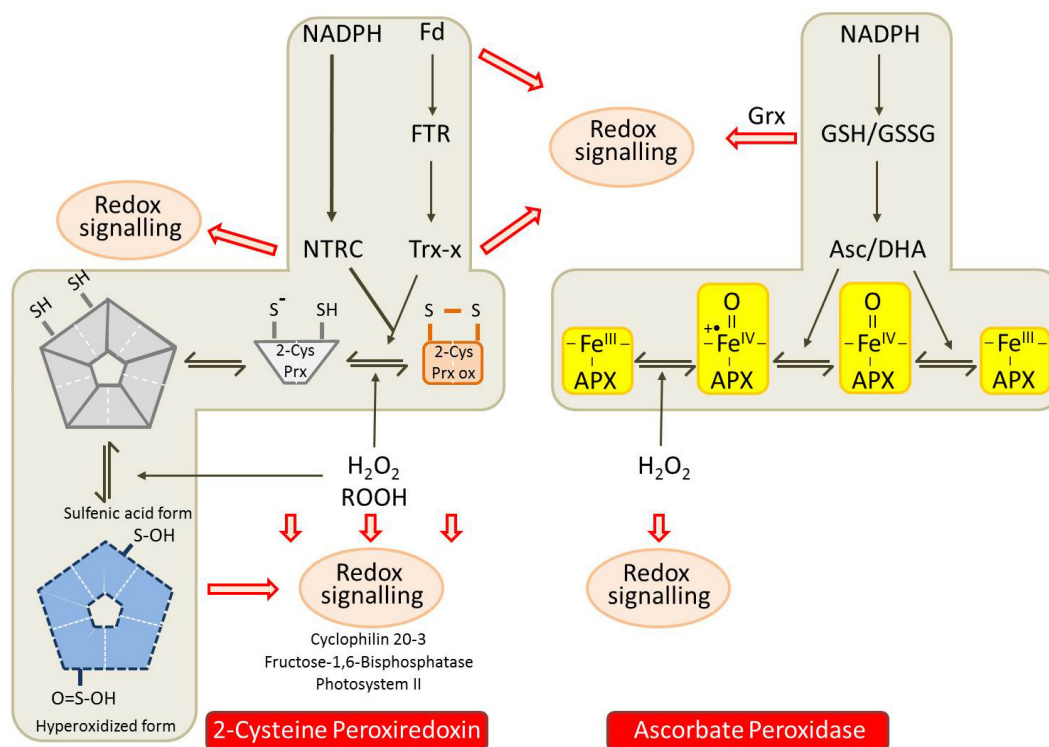 NADPH
Fd
FTR
NTRC
Trx-x
Redox
signalling
Redox
signalling
Grx
NADPH
GSH/GSSG
Asc/DHA
SH
SH
S-
SH
2-Cys
Prx
S – S
2-Cys
Prx ox
H2O2
ROOH
Sulfenic acid form
S-OH
O=S-OH
Hyperoxidized form
Redox
signalling
Cyclophilin 20-3
Fructose-1,6-Bisphosphatase
Photosystem II
2-Cysteine Peroxiredoxin
–FeIII–
APX
O
+•
–FeIV–
APX
O
–FeIV–
APX
–FeIII–
APX
H2O2
Redox
signalling
Ascorbate Peroxidase